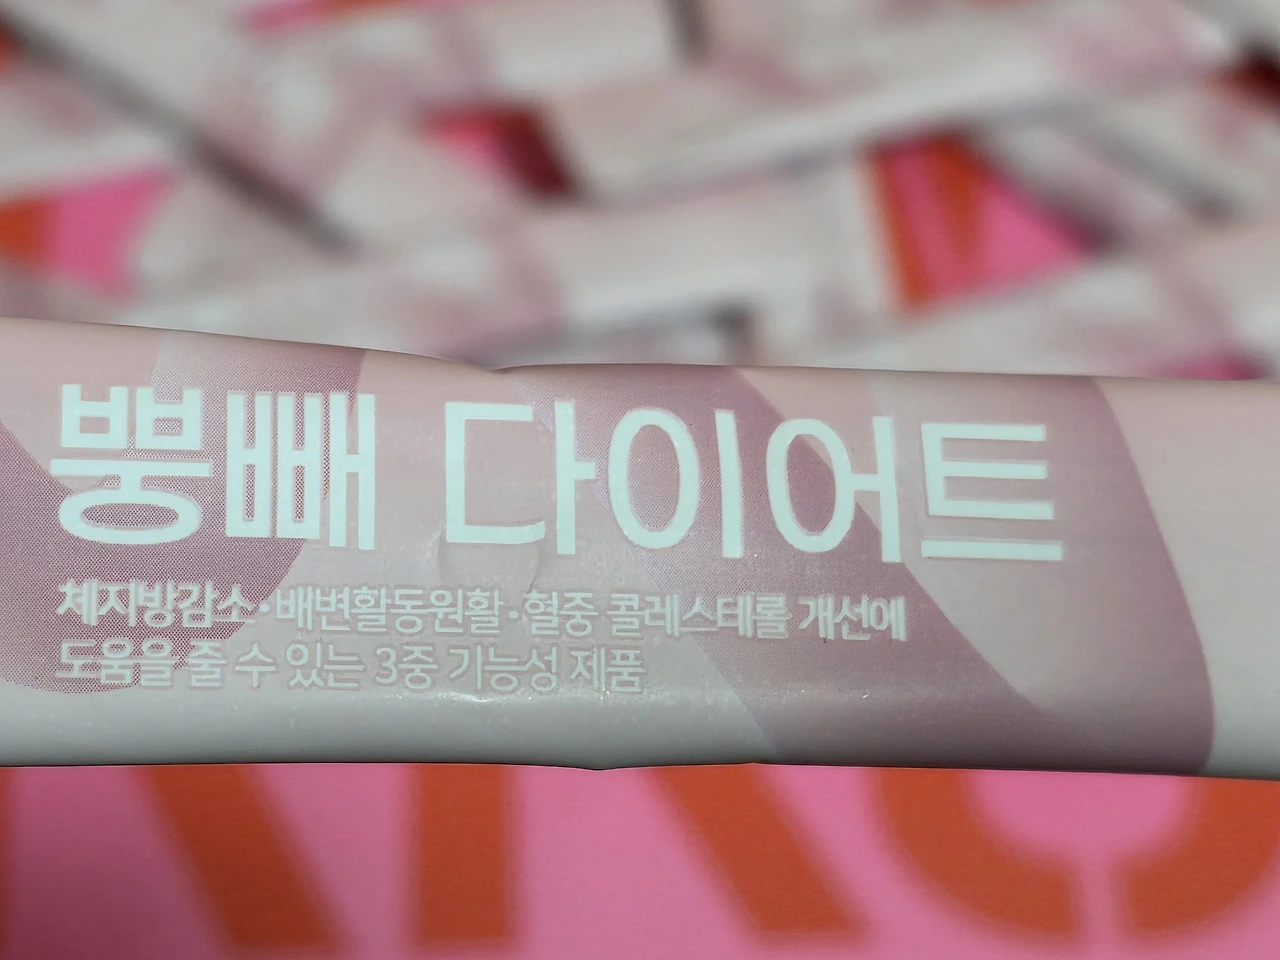 뿡빼 다이어트
체지방감소·배변활동원활·혈중 콜레스테롤 개선에
도움을 줄 수 있는 3중 기능성 제품